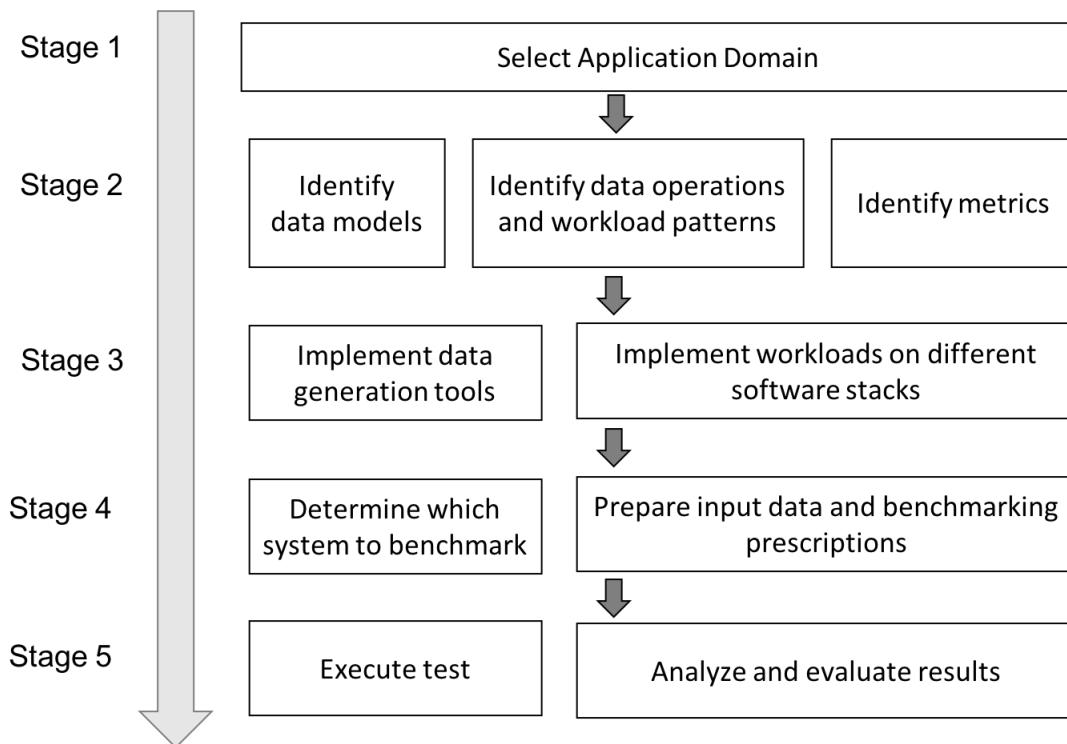 Stage 1
Select Application Domain
Stage 2
Identify
data models
Identify data operations
and workload patterns
Identify metrics
Stage 3
Implement data
generation tools
Implement workloads on different
software stacks
Stage 4
Determine which
system to benchmark
Prepare input data and benchmarking
prescriptions
Stage 5
Execute test
Analyze and evaluate results